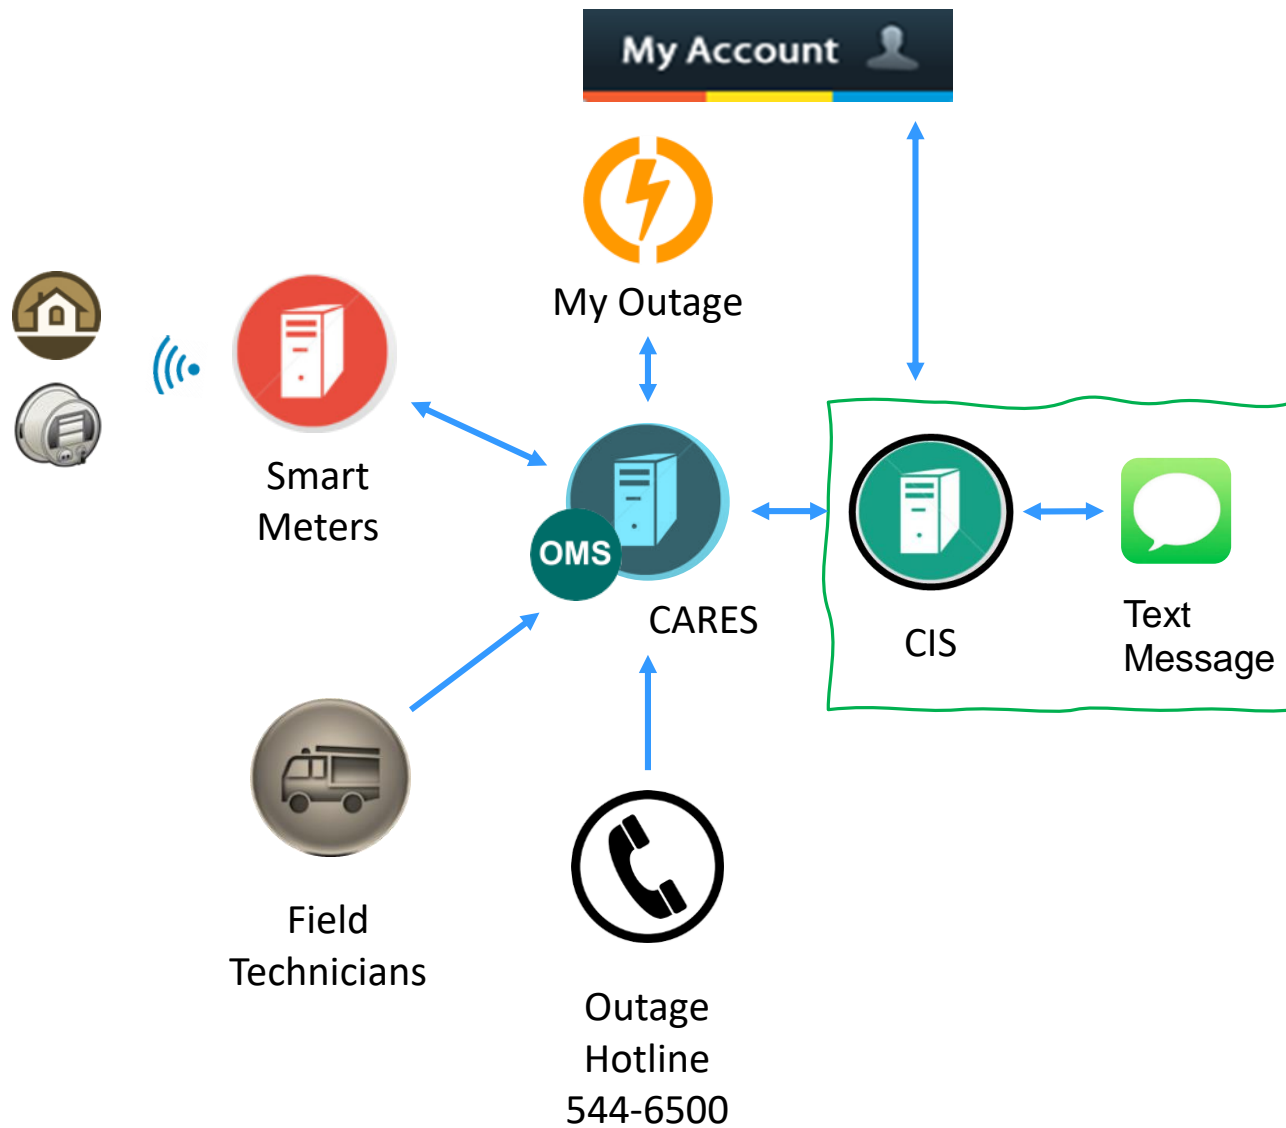 My Account
My Outage
Smart
Meters
OMS
CARES
CIS
Text
Message
Field
Technicians
Outage
Hotline
544-6500